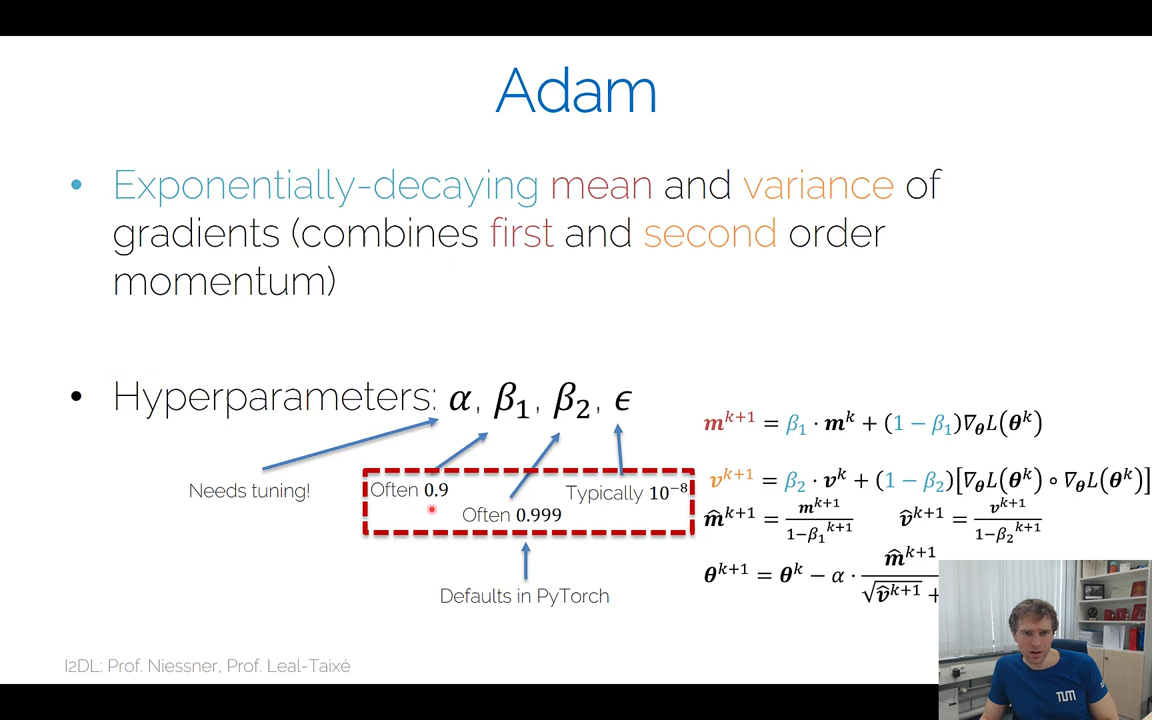 Adam
• Exponentially-decaying mean and variance of
gradients (combines first and second order
momentum)
• Hyperparameters: α, β₁, β₂, ϵ
Needs tuning!
Often 0.9
Often 0.999
Typically 10⁻⁸
Defaults in PyTorch
m^{k+1} = β₁ · m^k + (1 − β₁)∇_θ L(θ^k)
v^{k+1} = β₂ · v^k + (1 − β₂)[∇_θ L(θ^k) ∘ ∇_θ L(θ^k)]
m̂^{k+1} = m^{k+1} / (1−β₁^{k+1}) v̂^{k+1} = v^{k+1} / (1−β₂^{k+1})
θ^{k+1} = θ^k − α · m̂^{k+1} / (√v̂^{k+1} +
I2DL: Prof. Niessner, Prof. Leal-Taixé
TUM